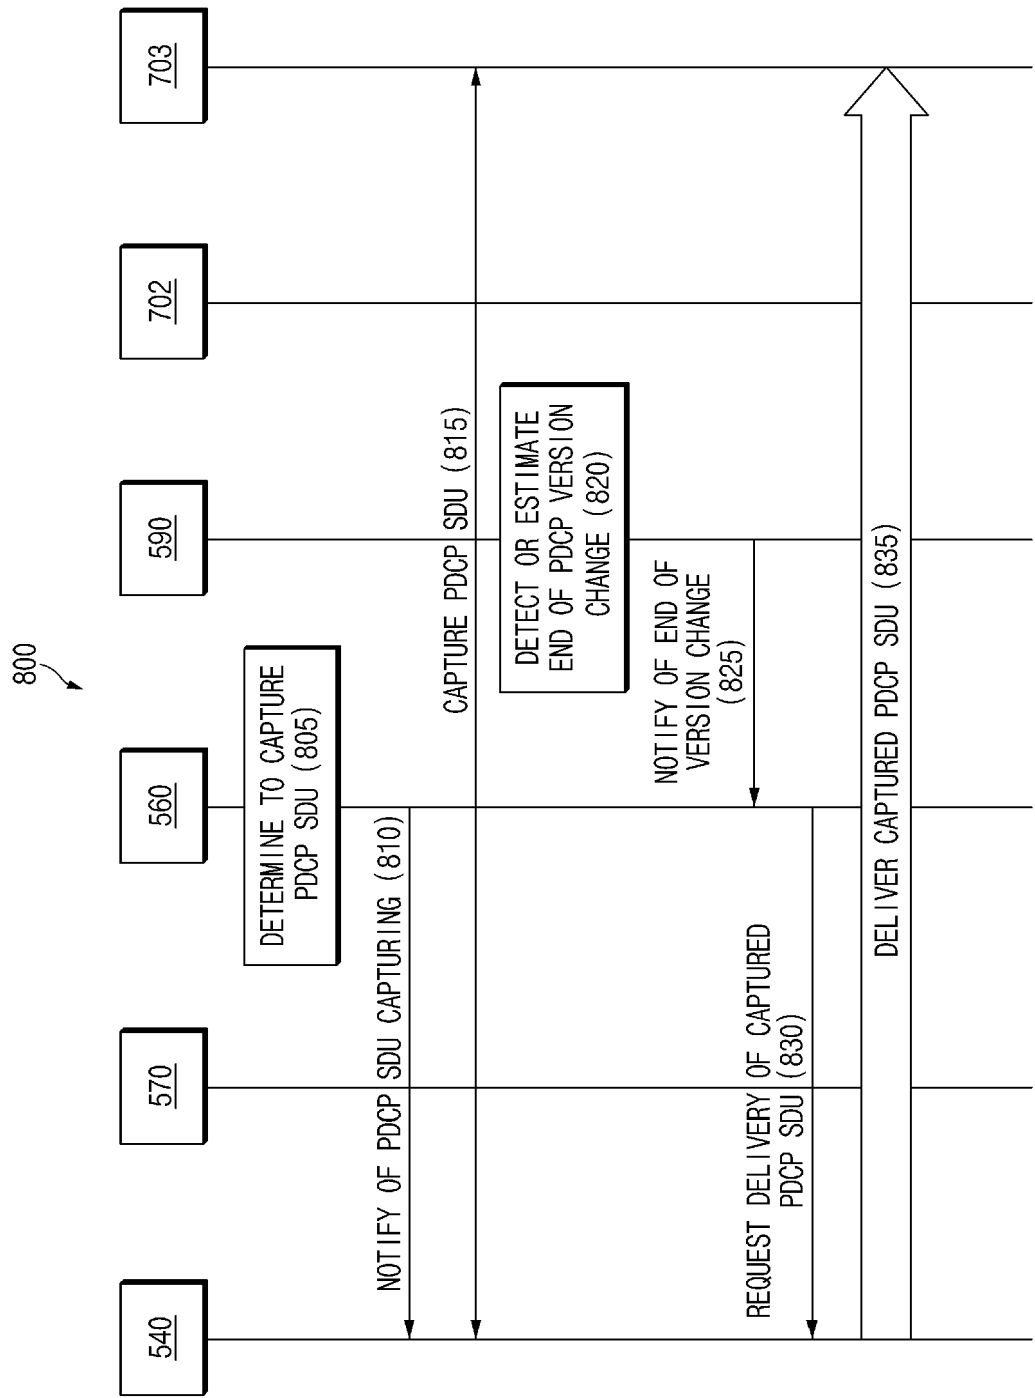 800
540
570
560
590
702
703
DETERMINE TO CAPTURE
PDCP SDU (805)
NOTIFY OF PDCP SDU CAPTURING (810)
CAPTURE PDCP SDU (815)
DETECT OR ESTIMATE
END OF PDCP VERSION
CHANGE (820)
NOTIFY OF END OF
VERSION CHANGE
(825)
REQUEST DELIVERY OF CAPTURED
PDCP SDU (830)
DELIVER CAPTURED PDCP SDU (835)